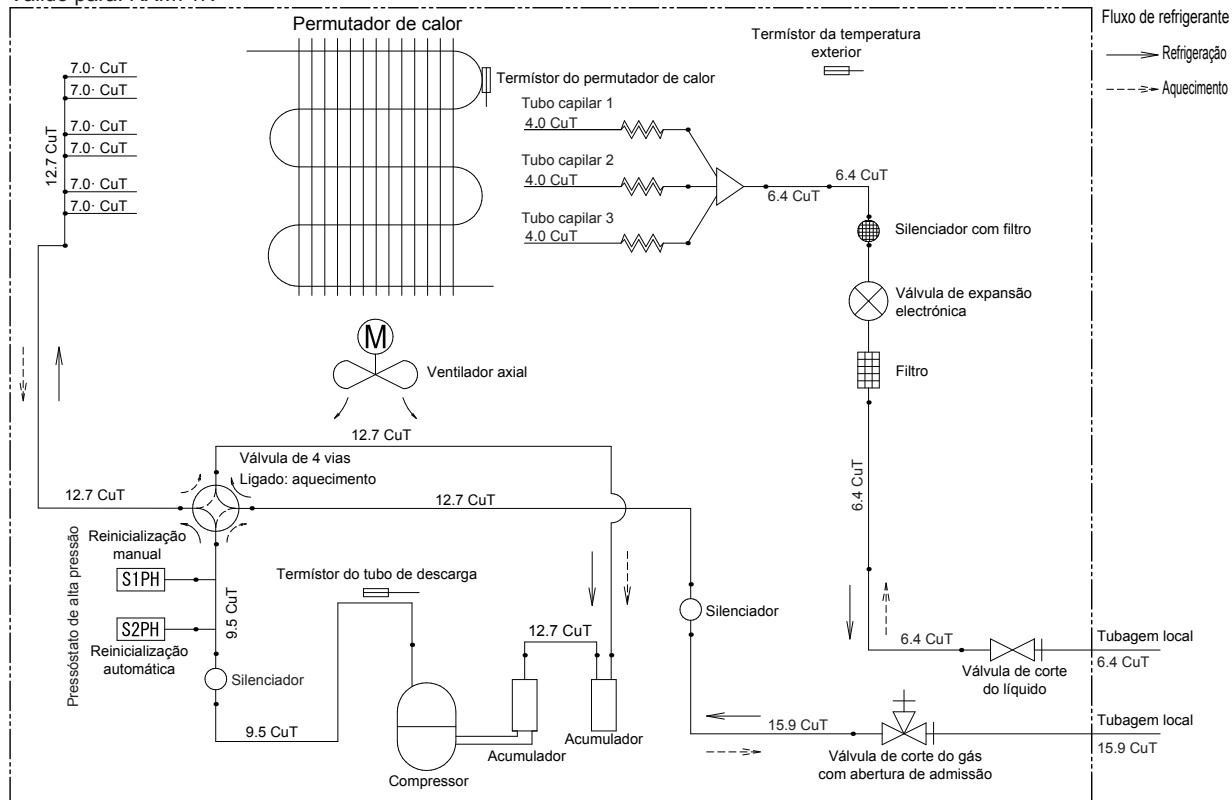 Permutador de calor
Termístor da temperatura
exterior
Fluxo de refrigerante
Refrigeração
Aquecimento
7.0· CuT
7.0· CuT
7.0· CuT
7.0· CuT
7.0· CuT
7.0· CuT
12.7 CuT
Termístor do permutador de calor
Tubo capilar 1
4.0 CuT
Tubo capilar 2
4.0 CuT
Tubo capilar 3
4.0 CuT
6.4 CuT
6.4 CuT
Silenciador com filtro
Válvula de expansão
electrónica
Filtro
M
Ventilador axial
12.7 CuT
Válvula de 4 vias
Ligado: aquecimento
12.7 CuT
12.7 CuT
6.4 CuT
Pressóstato de alta pressão
Reinicialização
manual
S1PH
S2PH
Reinicialização
automática
9.5 CuT
Termístor do tubo de descarga
Silenciador
Silenciador
12.7 CuT
9.5 CuT
Compressor
Acumulador
Acumulador
6.4 CuT
Válvula de corte
do líquido
Tubagem local
6.4 CuT
15.9 CuT
Válvula de corte do gás
com abertura de admissão
Tubagem local
15.9 CuT